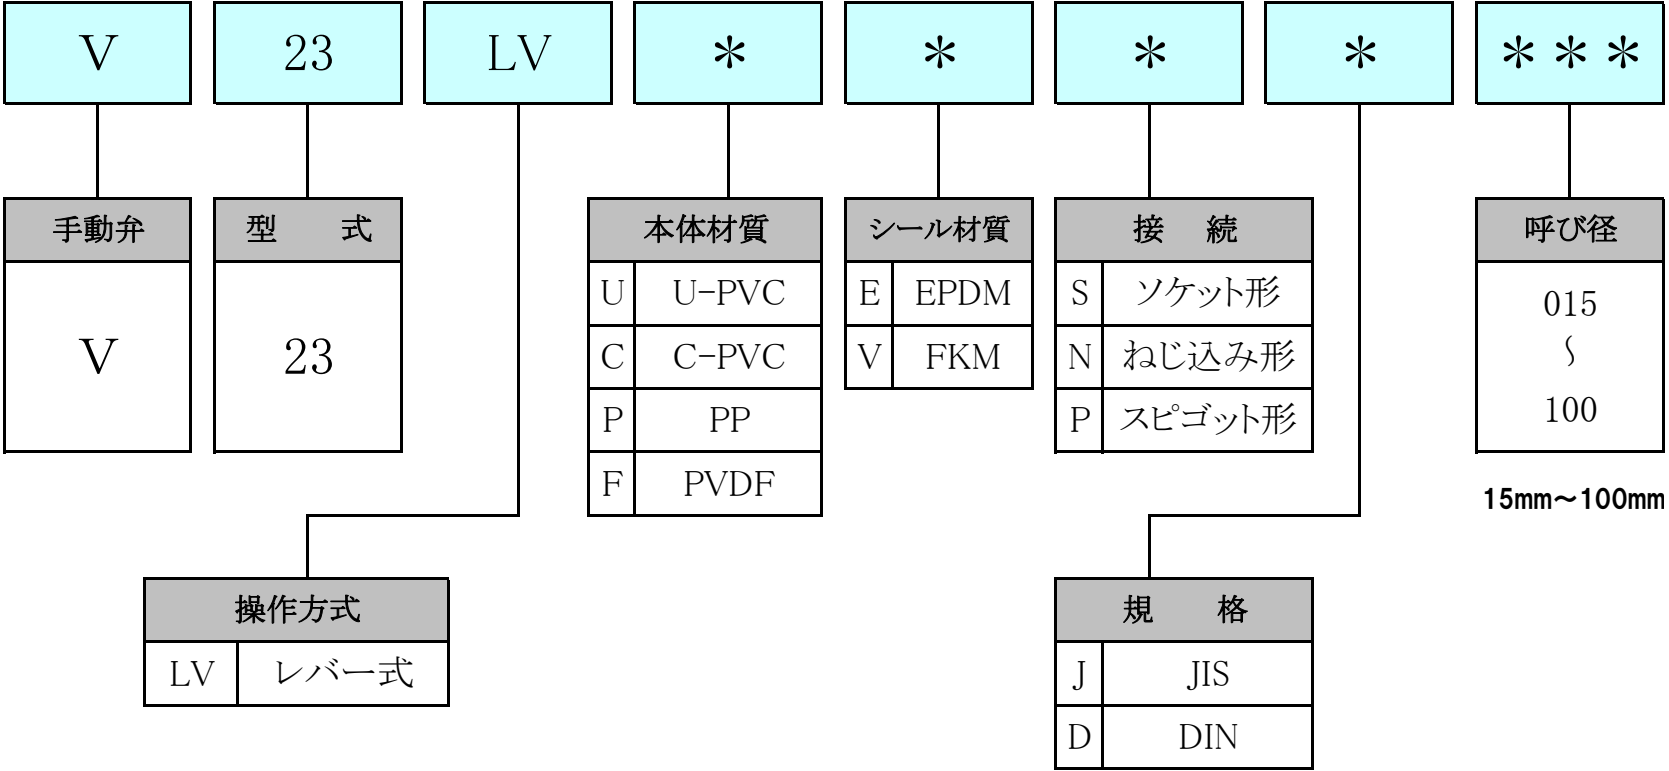 V 23 LV * * * * ***
手動弁 型 式 本体材質 シール材質 接 続 呼び径
V 23
U U-PVC
C C-PVC
P PP
F PVDF
E EPDM
V FKM
S ソケット形
N ねじ込み形
P スピゴット形
015
~
100
15mm~100mm
操作方式
LV レバー式
規 格
J JIS
D DIN